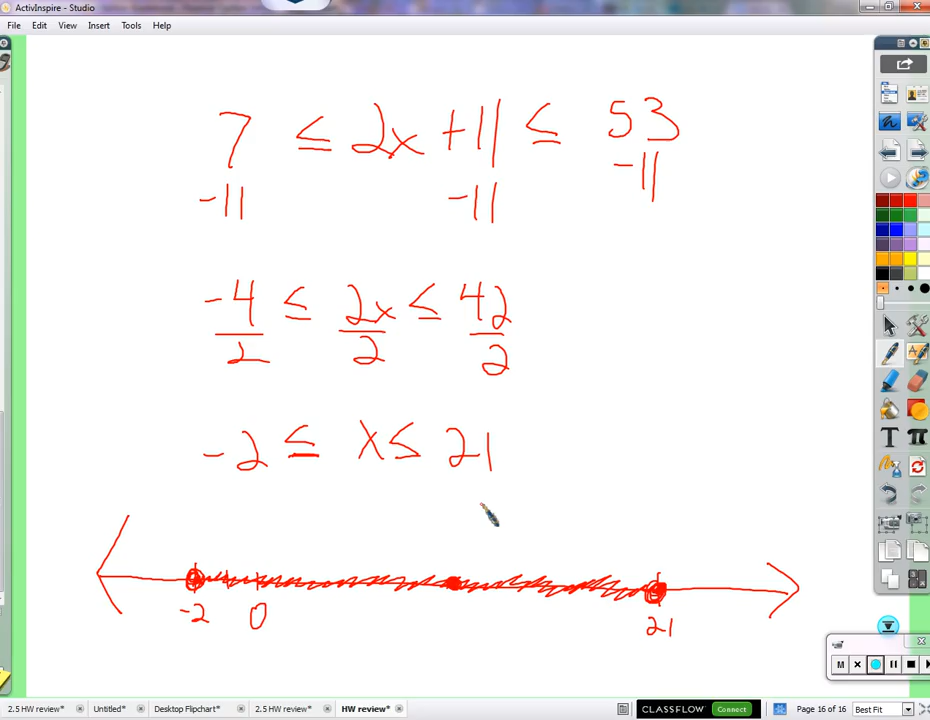 ActivInspire - Studio
File Edit View Insert Tools Help
7 ≤ 2x +11 ≤ 53
-11 -11 -11
-4 ≤ 2x ≤ 42
2 2 2
-2 ≤ x ≤ 21
-2 0 21
M
2.5 HW review* Untitled* Desktop Flipchart* 2.5 HW review* HW review* CLASSFLOW Connect Page 16 of 16 Best Fit